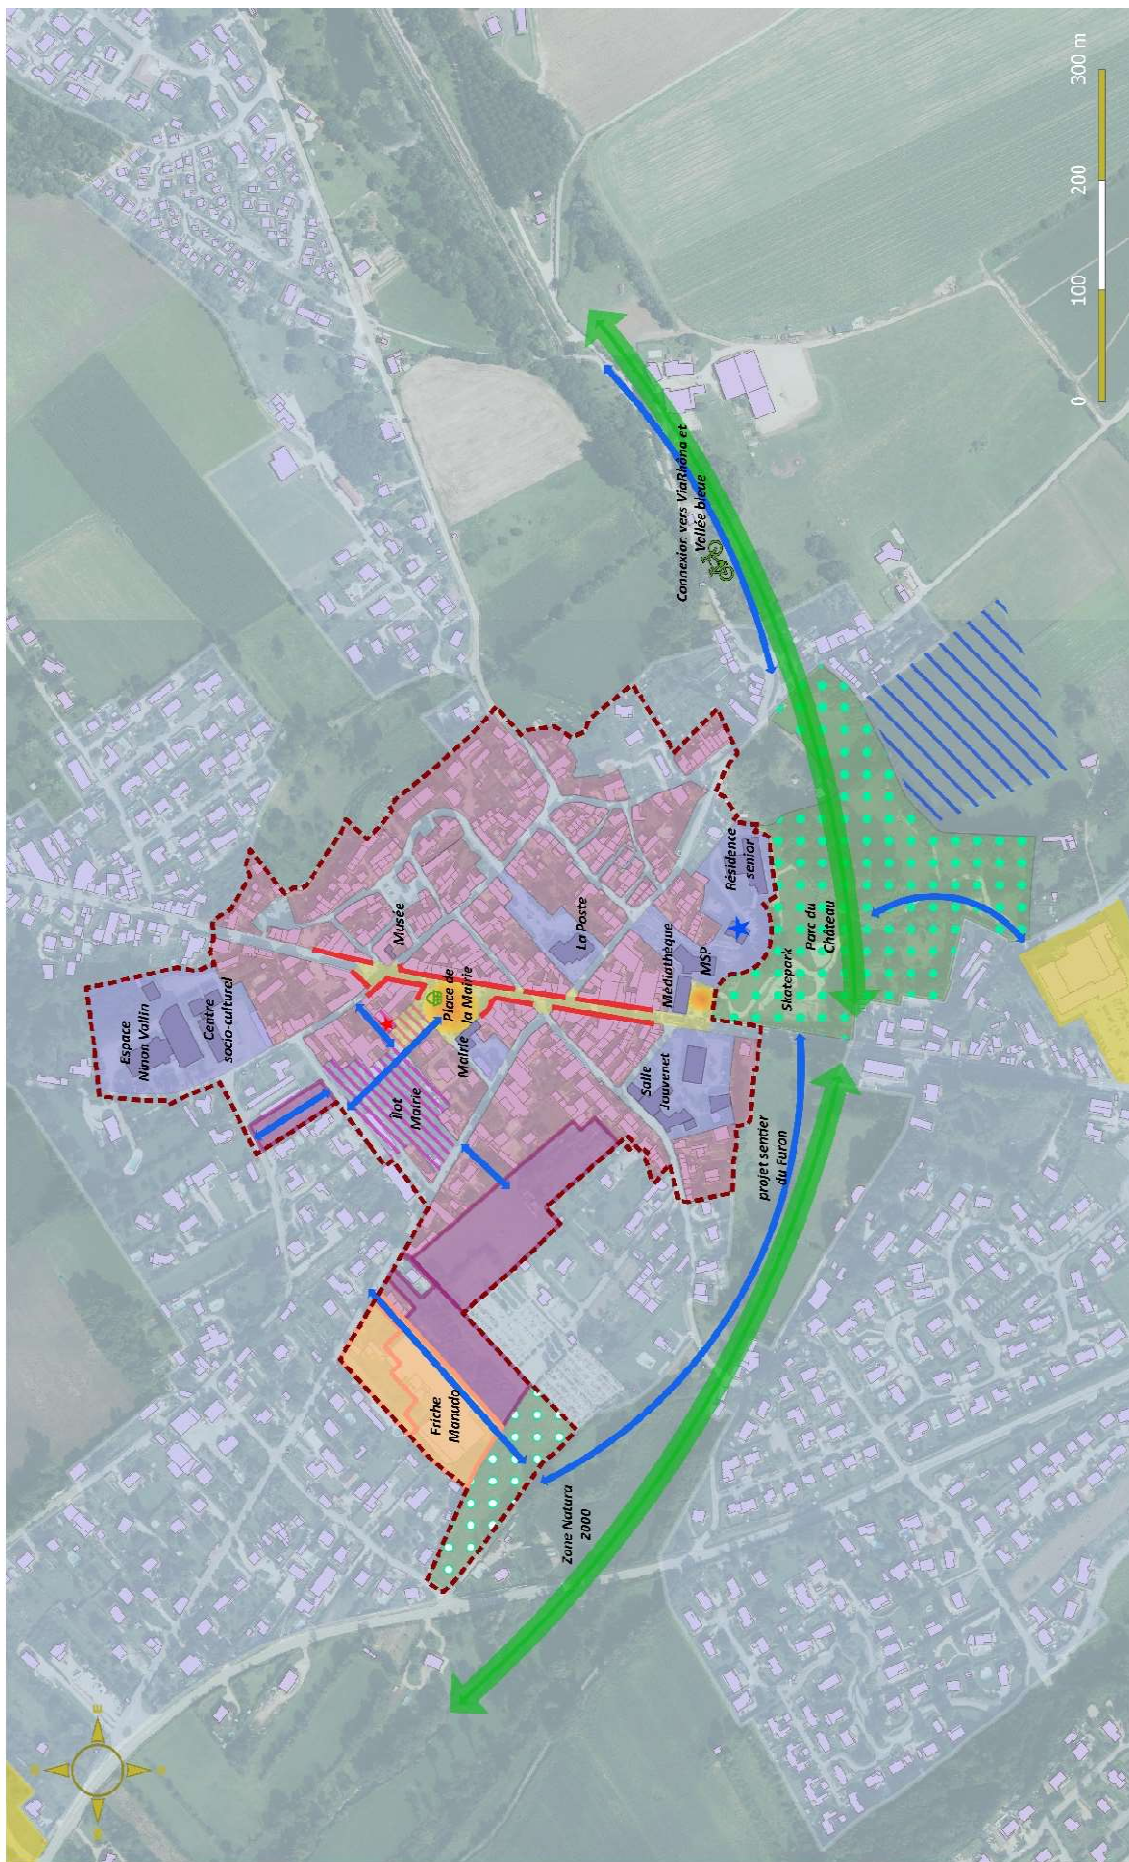 Espace
Ninon Vallin
Centre
socio-culturel
Musée
Place de
la Mairie
Mairie
Îlot
Mairie
La Poste
Médiathèque
MSP
Résidence
senior
Salle
Jouvenet
Skatepark
Parc du
Château
projet sentier
du Furon
Friche
Manudo
Zone Natura
2000
Connexion vers ViaRhôna et
Vallée bleue
0
100
200
300 m